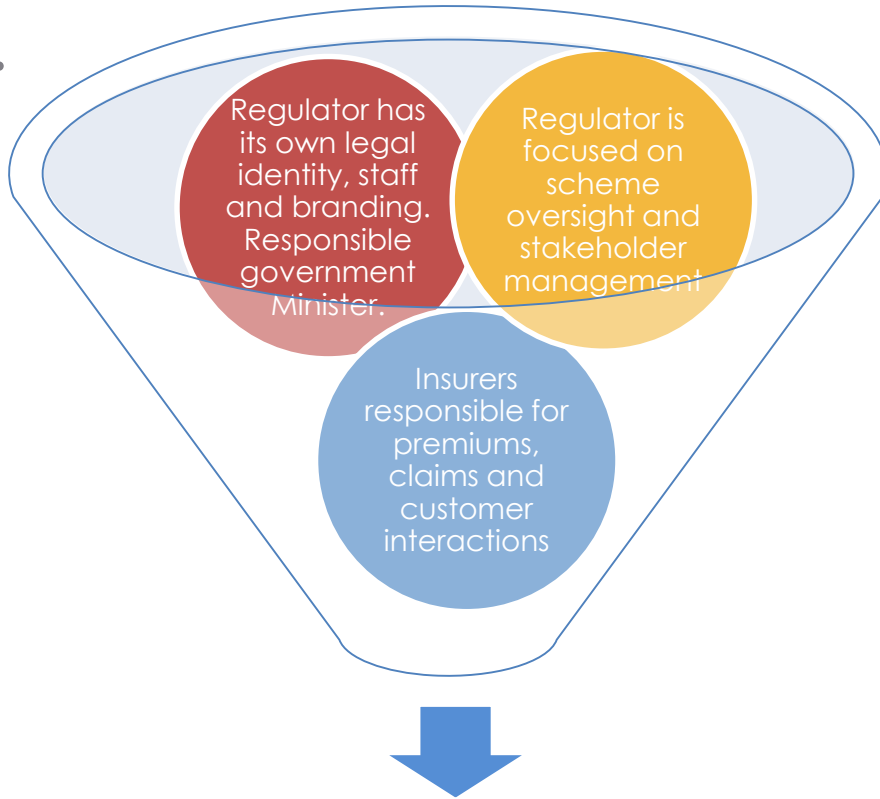 Regulator has
its own legal
identity, staff
and branding.
Responsible
government
Minister.
Regulator is
focused on
scheme
oversight and
stakeholder
management
Insurers
responsible for
premiums,
claims and
customer
interactions